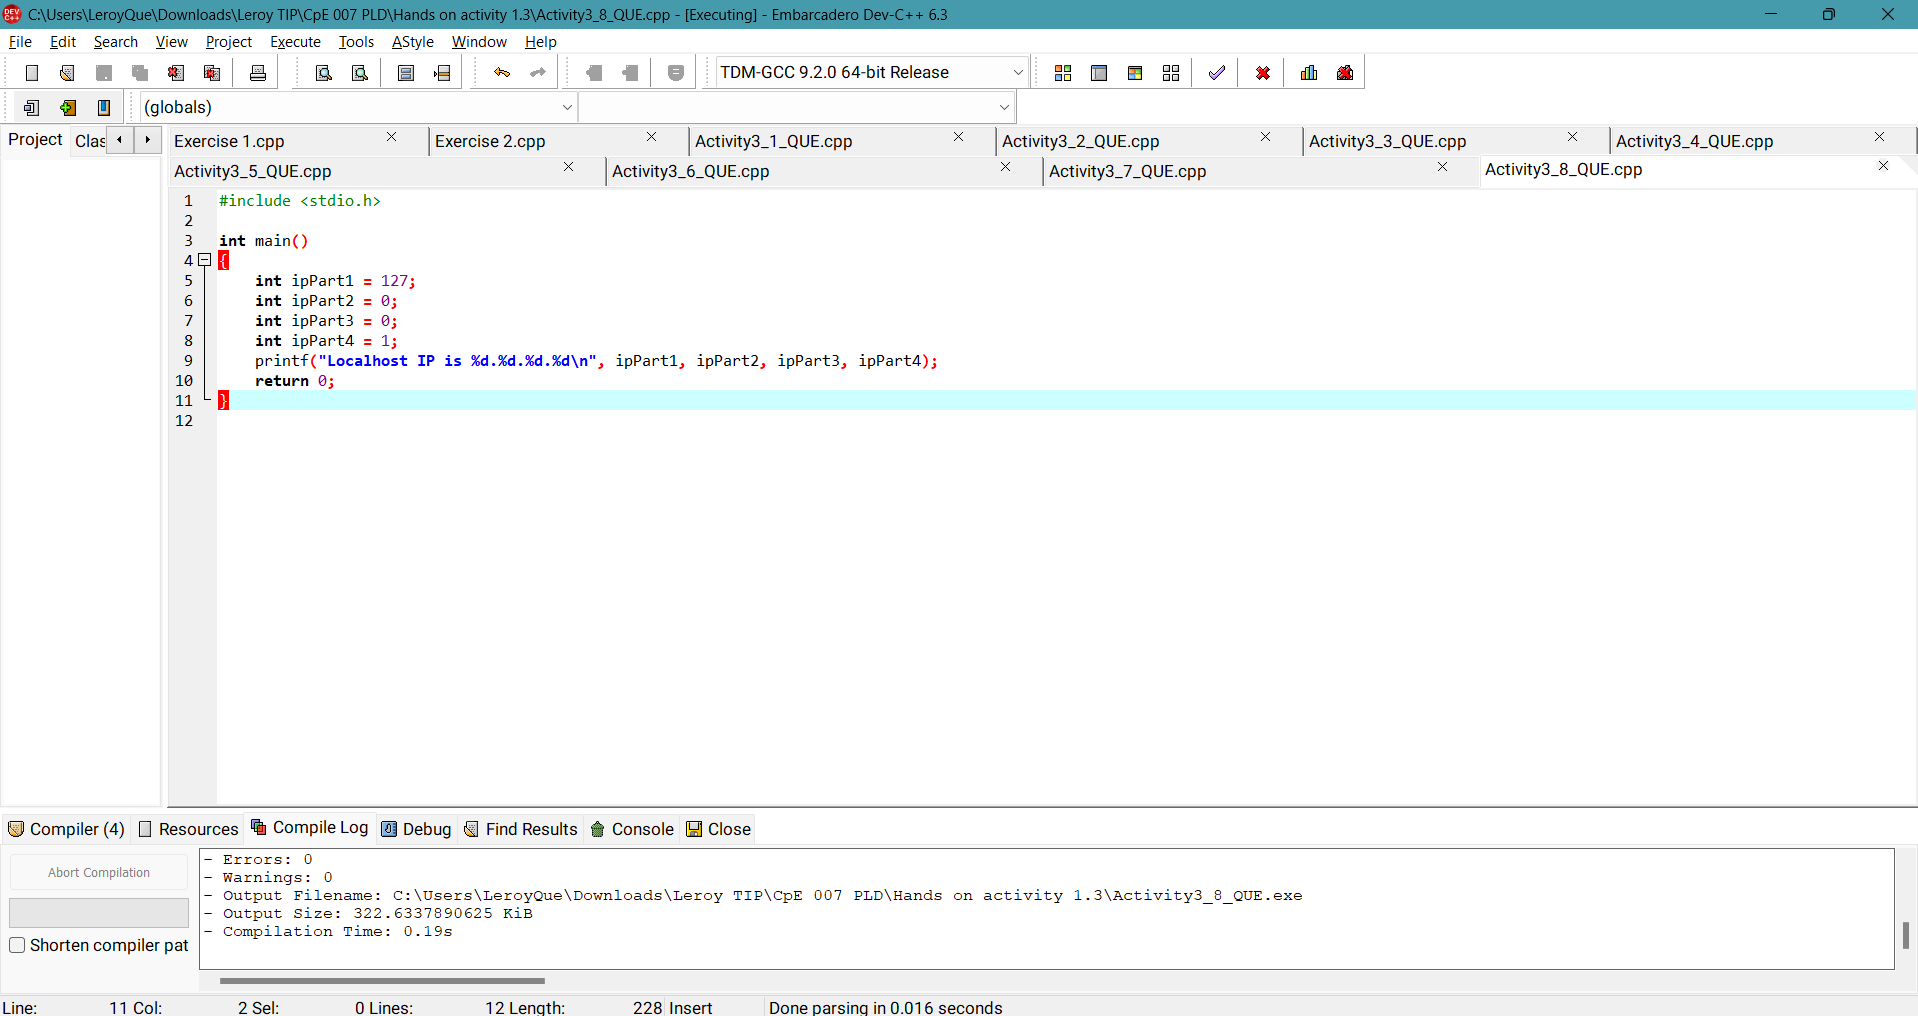 C:\Users\LeroyQue\Downloads\Leroy TIP\CpE 007 PLD\Hands on activity 1.3\Activity3_8_QUE.cpp - [Executing] - Embarcadero Dev-C++ 6.3
File Edit Search View Project Execute Tools AStyle Window Help
TDM-GCC 9.2.0 64-bit Release
(globals)
Project Clas Exercise 1.cpp Exercise 2.cpp Activity3_1_QUE.cpp Activity3_2_QUE.cpp Activity3_3_QUE.cpp Activity3_4_QUE.cpp
Activity3_5_QUE.cpp Activity3_6_QUE.cpp Activity3_7_QUE.cpp Activity3_8_QUE.cpp
1 #include <stdio.h>
2
3 int main()
4 {
5 int ipPart1 = 127;
6 int ipPart2 = 0;
7 int ipPart3 = 0;
8 int ipPart4 = 1;
9 printf("Localhost IP is %d.%d.%d.%d\n", ipPart1, ipPart2, ipPart3, ipPart4);
10 return 0;
11 }
12
Compiler (4) Resources Compile Log Debug Find Results Console Close
Abort Compilation
Shorten compiler pat
- Errors: 0
- Warnings: 0
- Output Filename: C:\Users\LeroyQue\Downloads\Leroy TIP\CpE 007 PLD\Hands on activity 1.3\Activity3_8_QUE.exe
- Output Size: 322.6337890625 KiB
- Compilation Time: 0.19s
Line: 11 Col: 2 Sel: 0 Lines: 12 Length: 228 Insert Done parsing in 0.016 seconds